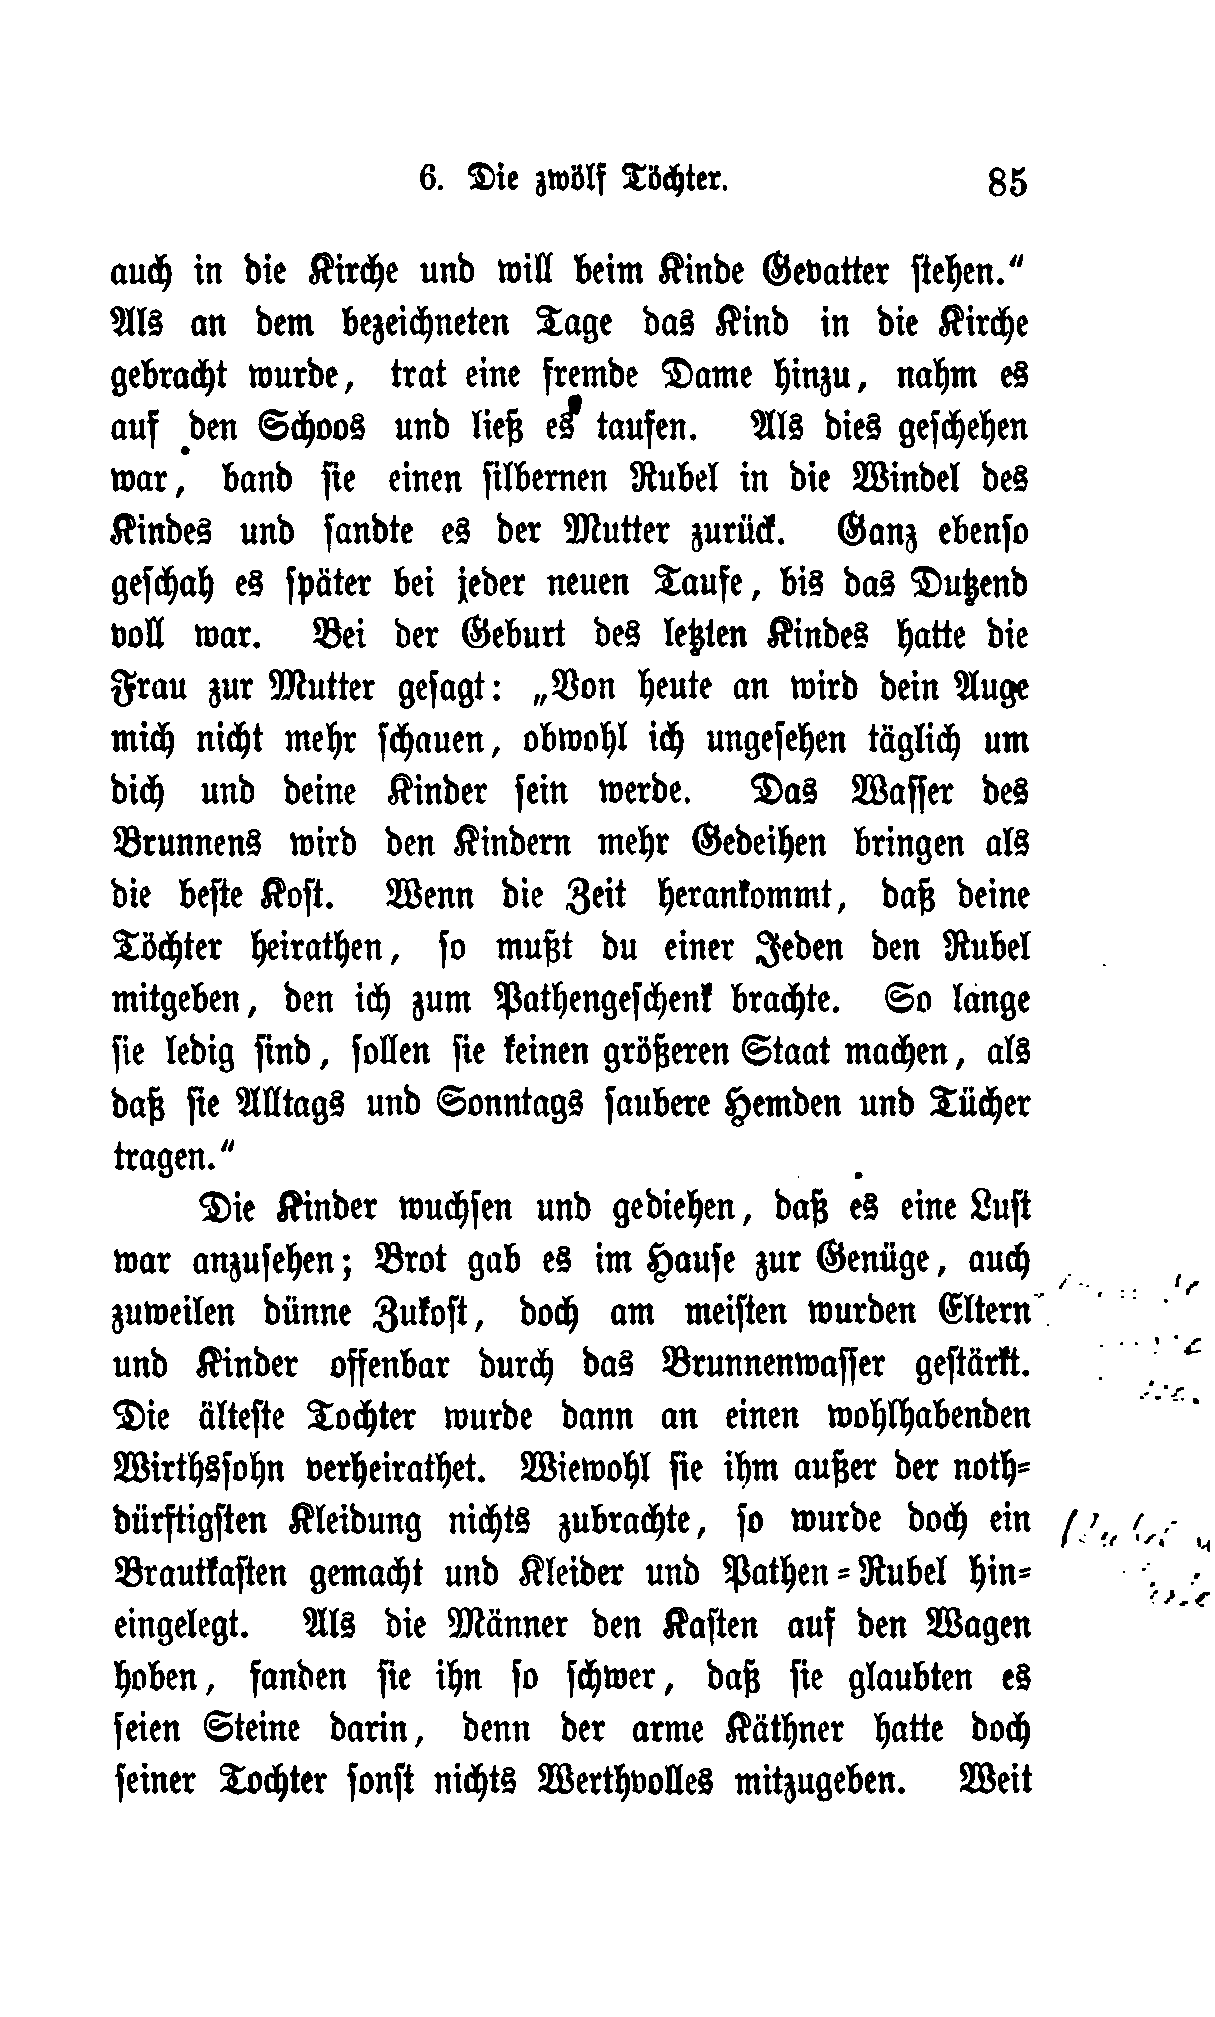 6. Die zwölf Töchter. 85
auch in die Kirche und will beim Kinde Gevatter stehen.“
Als an dem bezeichneten Tage das Kind in die Kirche
gebracht wurde, trat eine fremde Dame hinzu, nahm es
auf den Schoos und ließ es taufen. Als dies geschehen
war, band sie einen silbernen Rubel in die Windel des
Kindes und sandte es der Mutter zurück. Ganz ebenso
geschah es später bei jeder neuen Taufe, bis das Dutzend
voll war. Bei der Geburt des letzten Kindes hatte die
Frau zur Mutter gesagt: „Von heute an wird dein Auge
mich nicht mehr schauen, obwohl ich ungesehen täglich um
dich und deine Kinder sein werde. Das Wasser des
Brunnens wird den Kindern mehr Gedeihen bringen als
die beste Kost. Wenn die Zeit herankommt, daß deine
Töchter heirathen, so mußt du einer Jeden den Rubel
mitgeben, den ich zum Pathengeschenk brachte. So lange
sie ledig sind, sollen sie keinen größeren Staat machen, als
daß sie Alltags und Sonntags saubere Hemden und Tücher
tragen.“
Die Kinder wuchsen und gediehen, daß es eine Lust
war anzusehen; Brot gab es im Hause zur Genüge, auch
zuweilen dünne Zukost, doch am meisten wurden Eltern
und Kinder offenbar durch das Brunnenwasser gestärkt.
Die älteste Tochter wurde dann an einen wohlhabenden
Wirthssohn verheirathet. Wiewohl sie ihm außer der noth-
dürftigsten Kleidung nichts zubrachte, so wurde doch ein
Brautkasten gemacht und Kleider und Pathen-Rubel hin-
eingelegt. Als die Männer den Kasten auf den Wagen
hoben, fanden sie ihn so schwer, daß sie glaubten es
seien Steine darin, denn der arme Käthner hatte doch
seiner Tochter sonst nichts Werthvolles mitzugeben. Weit